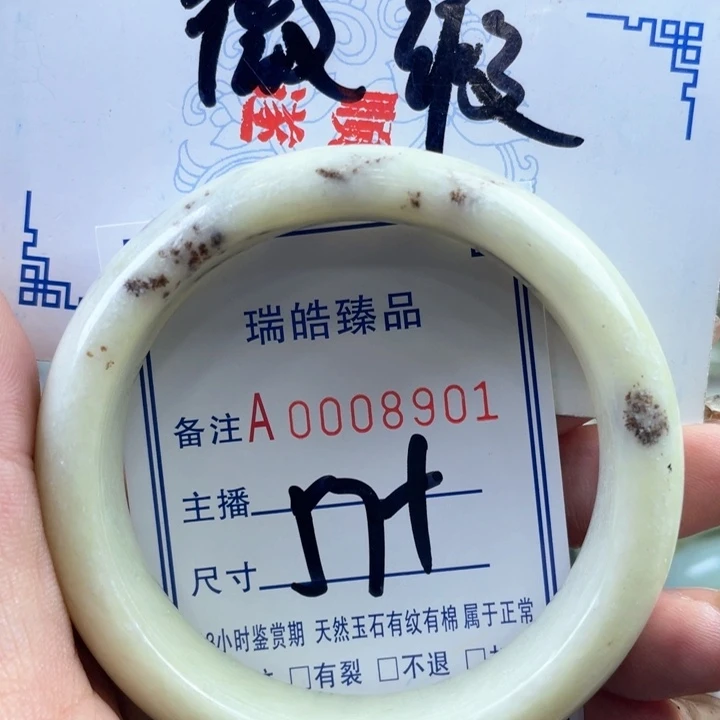 微瑕
顺
瑞皓臻品
备注A0008901
主播
尺寸
小时鉴赏期 天然玉石有纹有棉 属于正常
□有裂 □不退